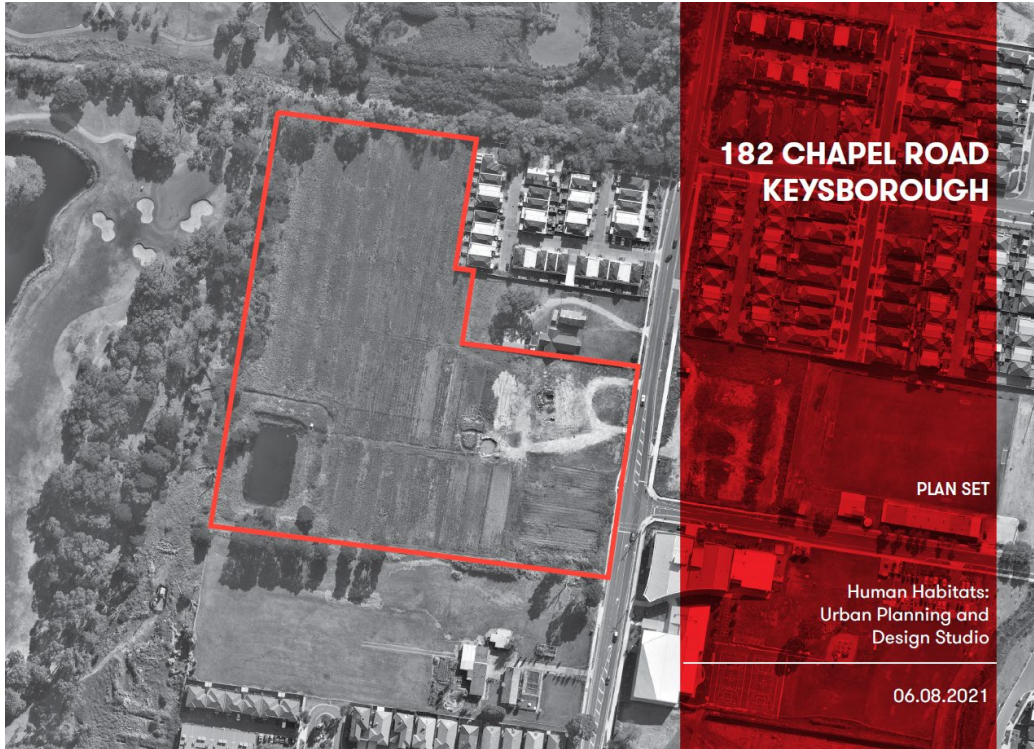 182 CHAPEL ROAD
KEYSBOROUGH
PLAN SET
Human Habitats:
Urban Planning and
Design Studio
06.08.2021